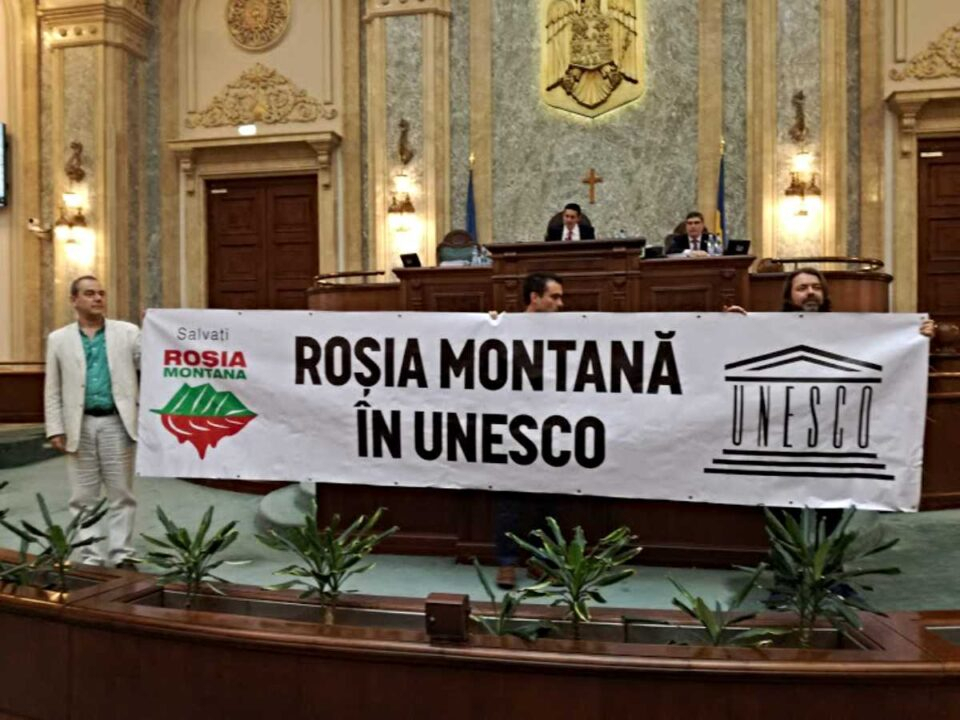 Salvați
ROȘIA
MONTANA
ROȘIA MONTANĂ
ÎN UNESCO
UNESCO